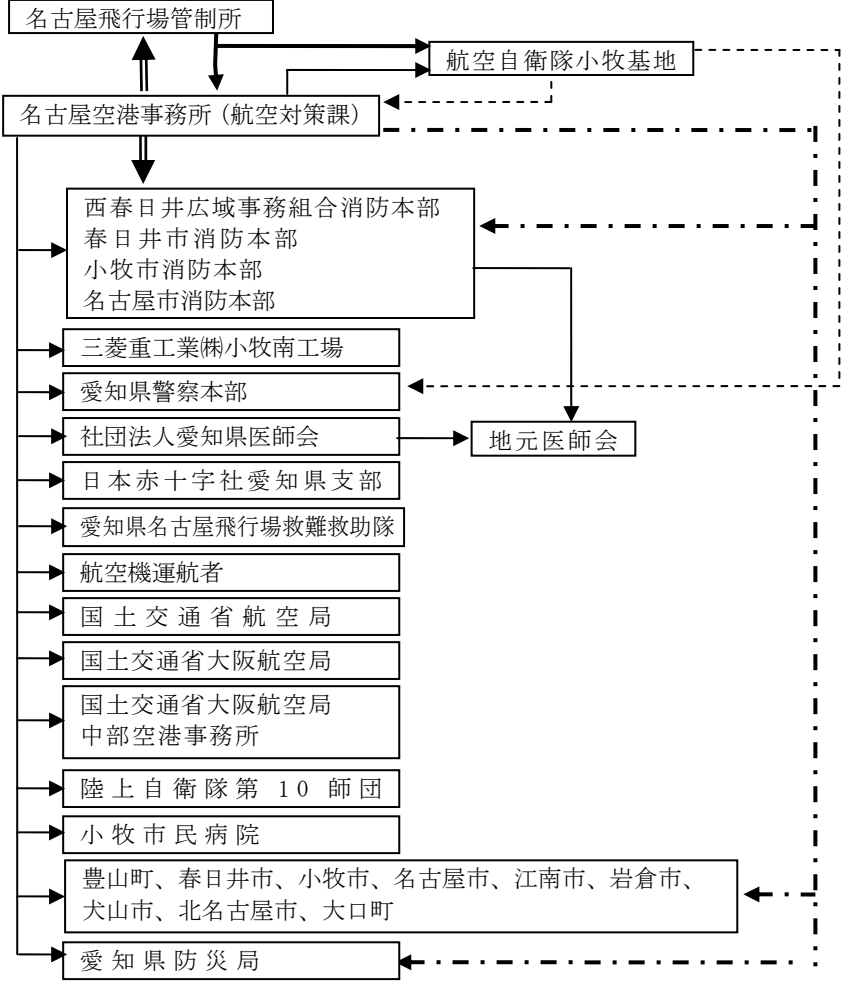 名古屋飛行場管制所
航空自衛隊小牧基地
名古屋空港事務所（航空対策課）
西春日井広域事務組合消防本部
春日井市消防本部
小牧市消防本部
名古屋市消防本部
三菱重工業㈱小牧南工場
愛知県警察本部
社団法人愛知県医師会
地元医師会
日本赤十字社愛知県支部
愛知県名古屋飛行場救難救助隊
航空機運航者
国土交通省航空局
国土交通省大阪航空局
国土交通省大阪航空局
中部空港事務所
陸上自衛隊第 10 師団
小牧市民病院
豊山町、春日井市、小牧市、名古屋市、江南市、岩倉市、
犬山市、北名古屋市、大口町
愛知県防災局